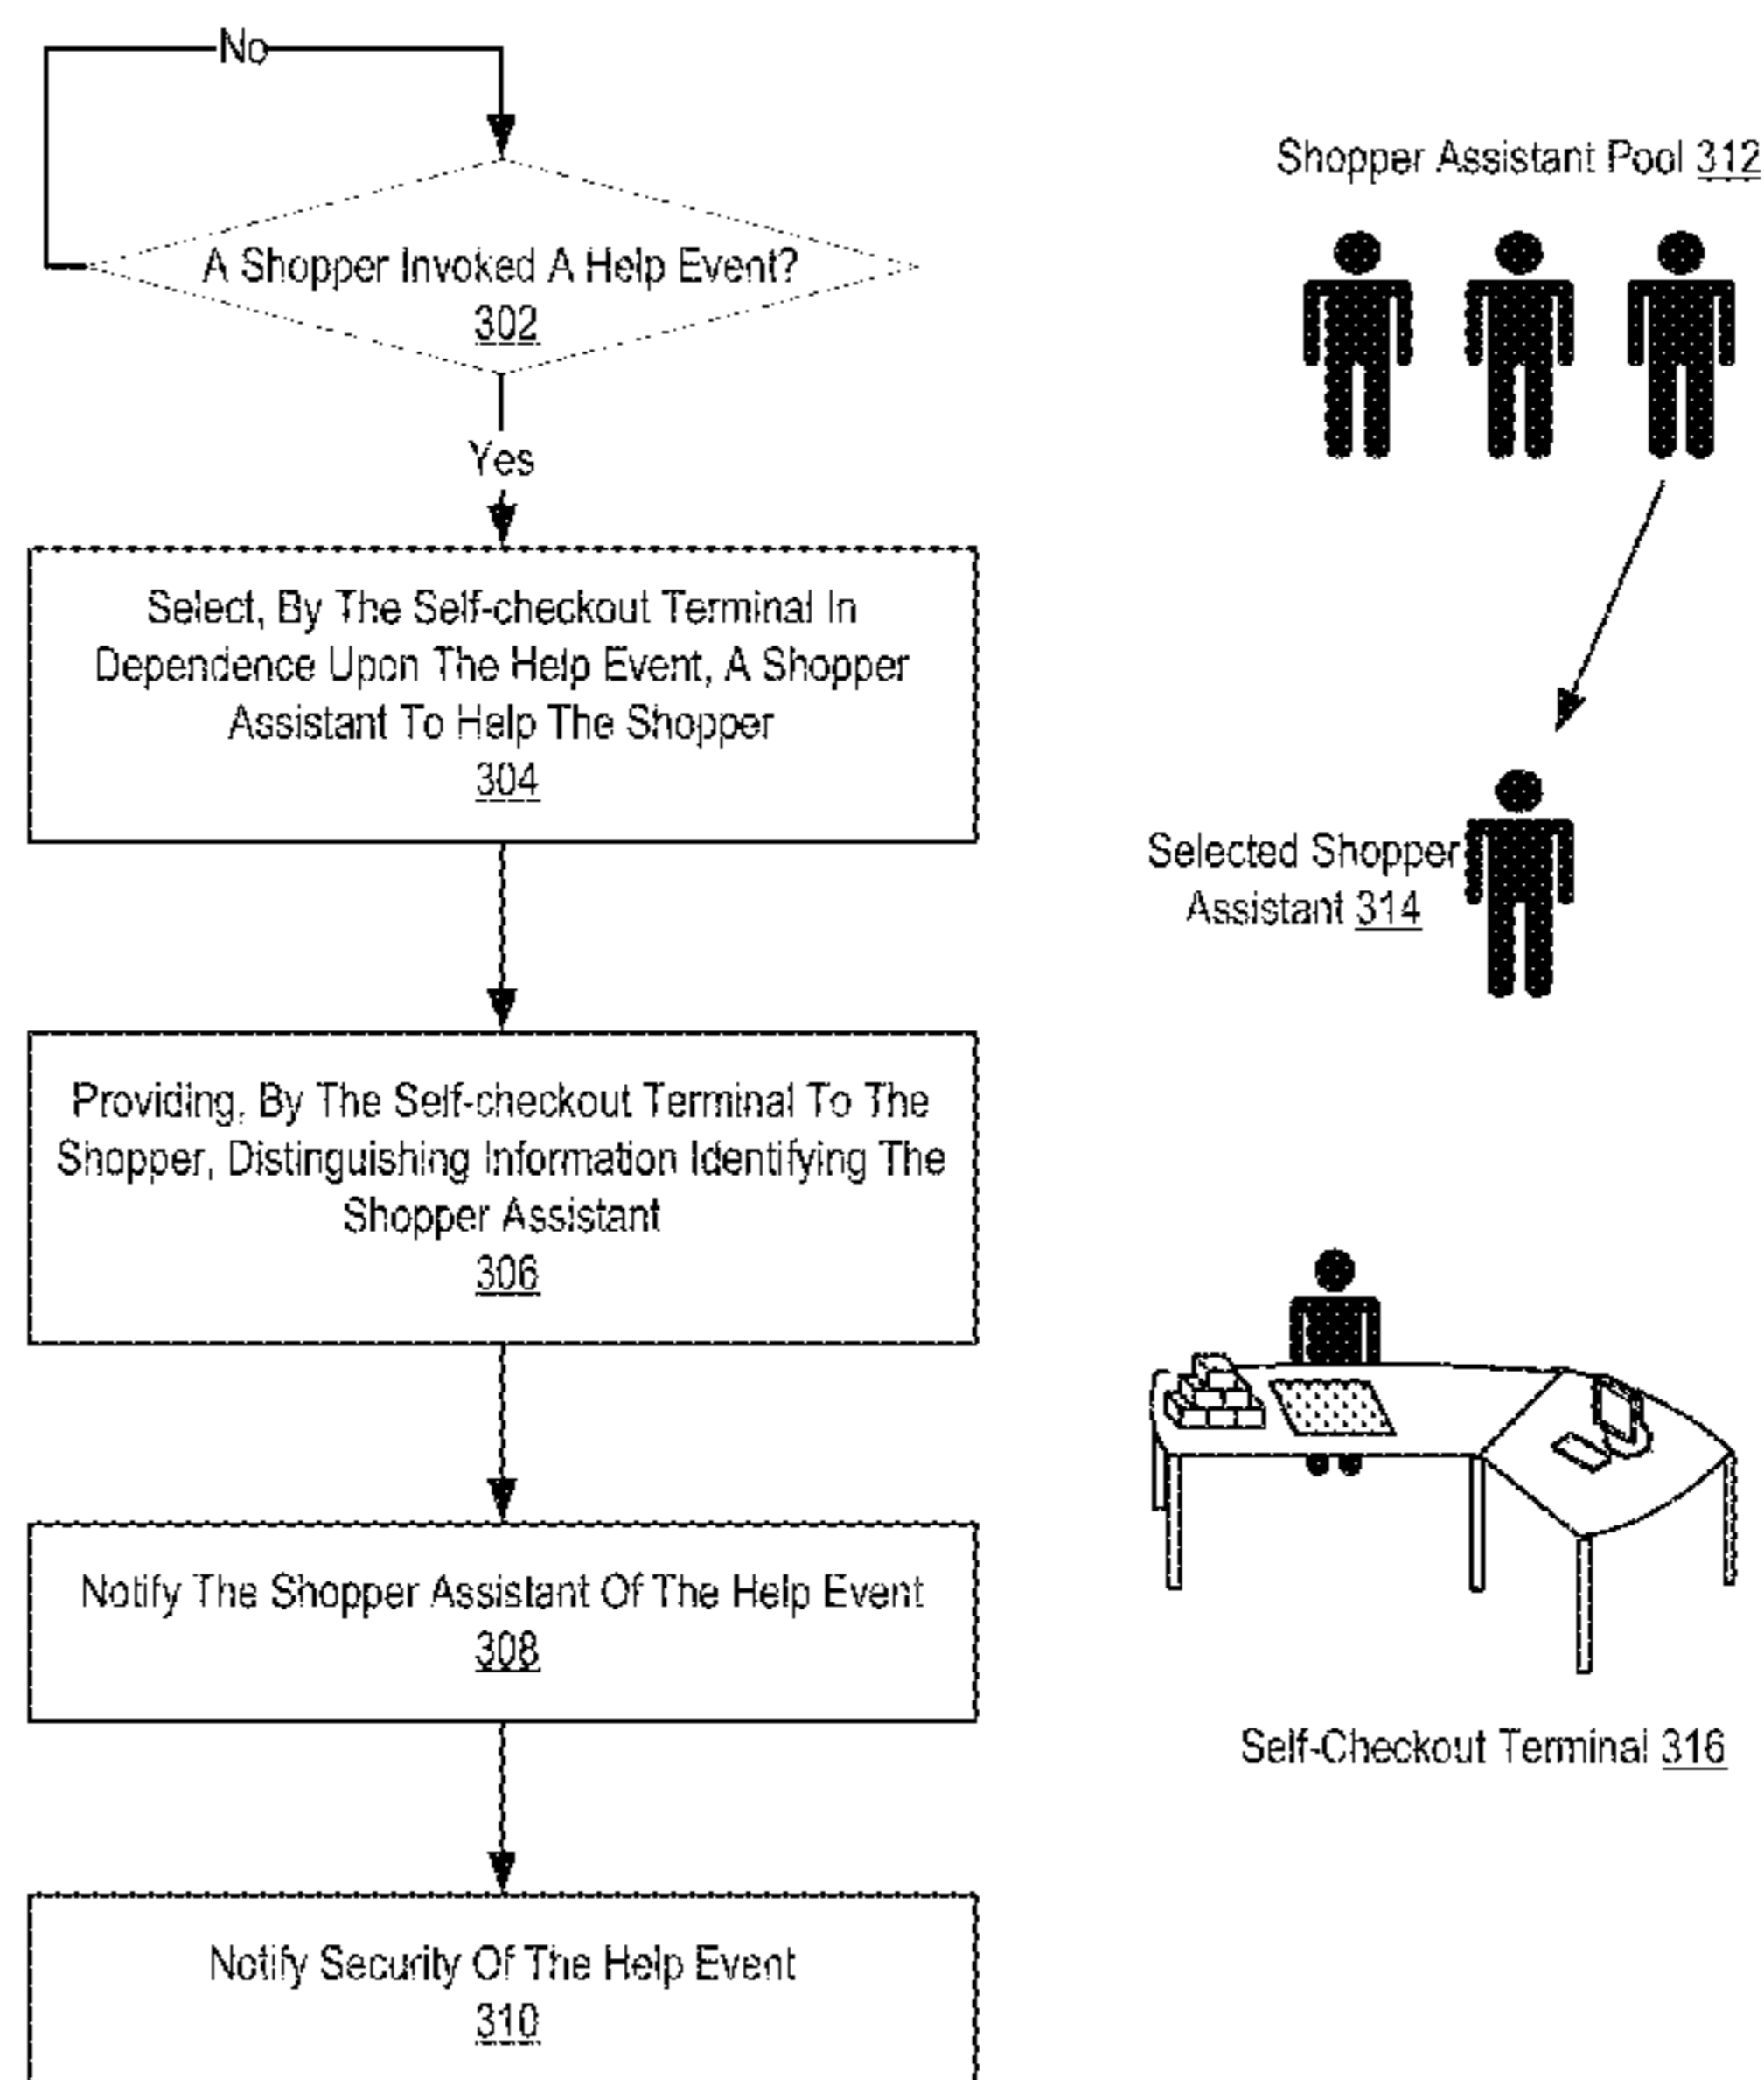 No
A Shopper Invoked A Help Event?
302
Yes
Select, By The Self-checkout Terminal In
Dependence Upon The Help Event, A Shopper
Assistant To Help The Shopper
304
Providing, By The Self-checkout Terminal To The
Shopper, Distinguishing Information Identifying The
Shopper Assistant
306
Notify The Shopper Assistant Of The Help Event
308
Notify Security Of The Help Event
310
Shopper Assistant Pool 312
Selected Shopper
Assistant 314
Self-Checkout Terminal 316